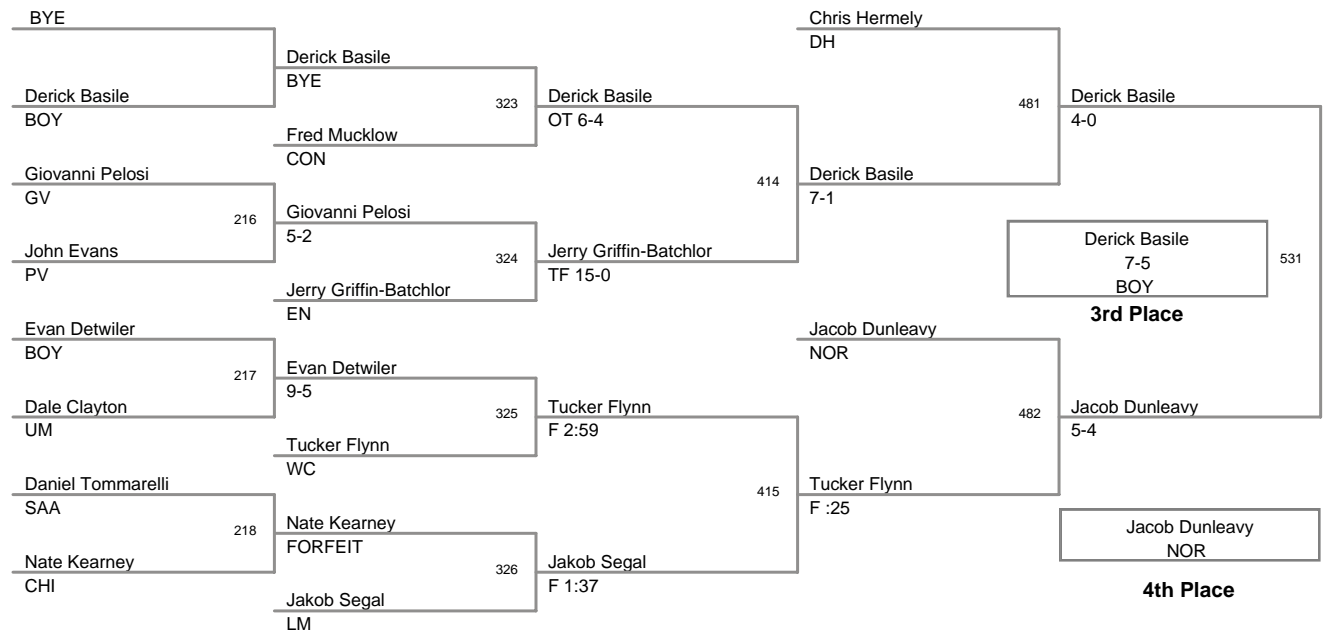 BYE
Derick Basile
BOY
Giovanni Pelosi
GV
216
John Evans
PV
Evan Detwiler
BOY
217
Dale Clayton
UM
Daniel Tommarelli
SAA
218
Nate Kearney
CHI
Derick Basile
BYE
323
Fred Mucklow
CON
Giovanni Pelosi
5-2
324
Jerry Griffin-Batchlor
EN
Evan Detwiler
9-5
325
Tucker Flynn
WC
Nate Kearney
FORFEIT
326
Jakob Segal
LM
Derick Basile
OT 6-4
414
Jerry Griffin-Batchlor
TF 15-0
Tucker Flynn
F 2:59
415
Jakob Segal
F 1:37
Chris Hermely
DH
481
Derick Basile
7-1
Jacob Dunleavy
NOR
482
Tucker Flynn
F :25
Derick Basile
4-0
531
Jacob Dunleavy
5-4
Derick Basile
7-5
BOY
3rd Place
Jacob Dunleavy
NOR
4th Place